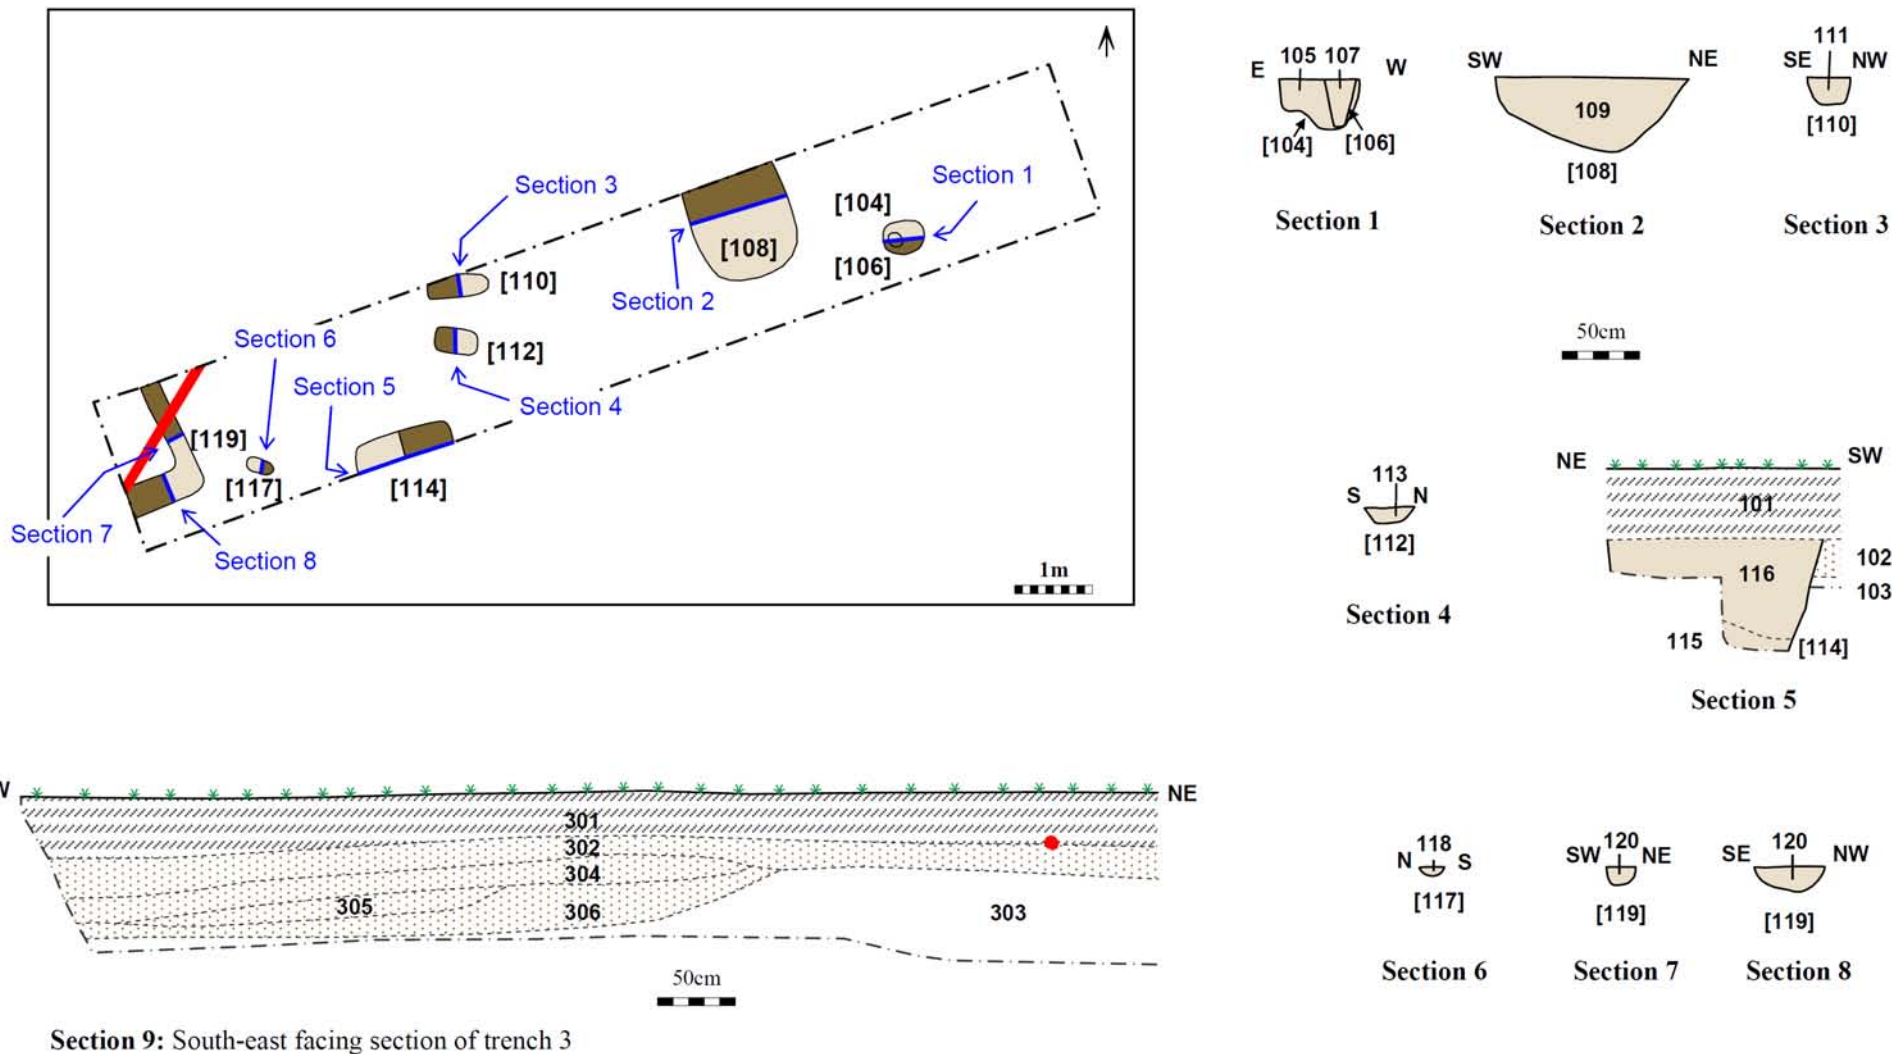 Section 3
[110]
Section 6
[112]
Section 5
Section 4
[119]
[117]
[114]
Section 7
Section 8
[108]
Section 2
[104]
[106]
Section 1
1m
E 105 107 W
[104] [106]
Section 1
SW NE
109
[108]
Section 2
111
SE NW
[110]
Section 3
50cm
113
S N
[112]
Section 4
NE SW
101
102
116
103
115 [114]
Section 5
W NE
301
302
304
305 306 303
50cm
Section 9: South-east facing section of trench 3
118
N S
[117]
Section 6
SW 120 NE
[119]
Section 7
SE 120 NW
[119]
Section 8